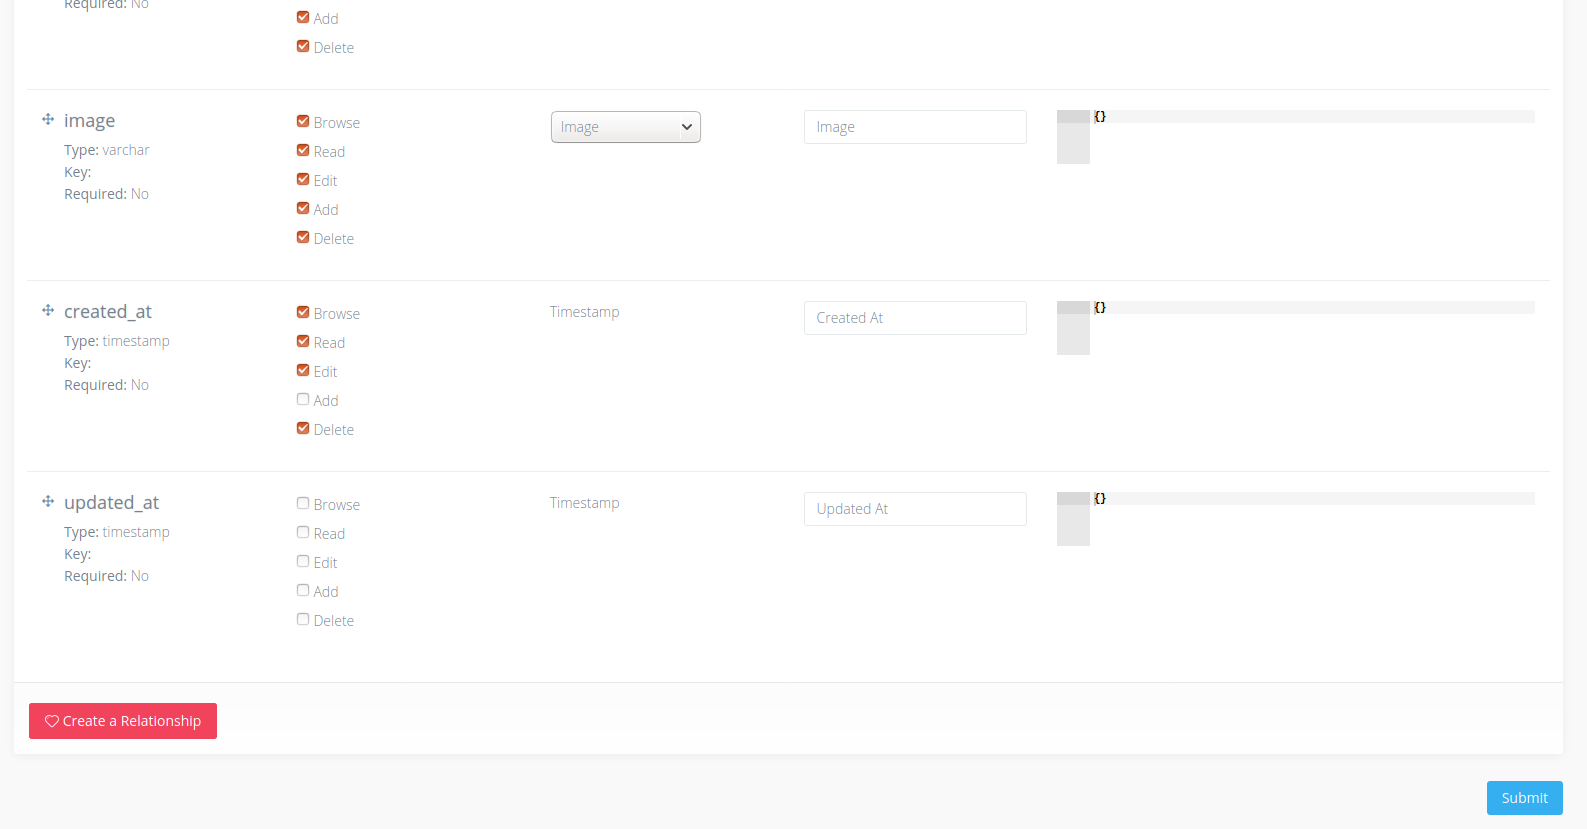 Required: No
Add
Delete
image
Type: varchar
Key:
Required: No
Browse
Read
Edit
Add
Delete
Image
Image
{}
created_at
Type: timestamp
Key:
Required: No
Browse
Read
Edit
Add
Delete
Timestamp
Created At
{}
updated_at
Type: timestamp
Key:
Required: No
Browse
Read
Edit
Add
Delete
Timestamp
Updated At
{}
Create a Relationship
Submit